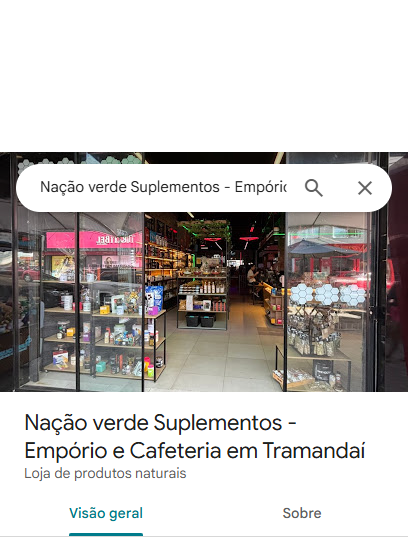 Nação verde Suplementos - Empório
Nação verde Suplementos -
Empório e Cafeteria em Tramandaí
Loja de produtos naturais
Visão geral
Sobre